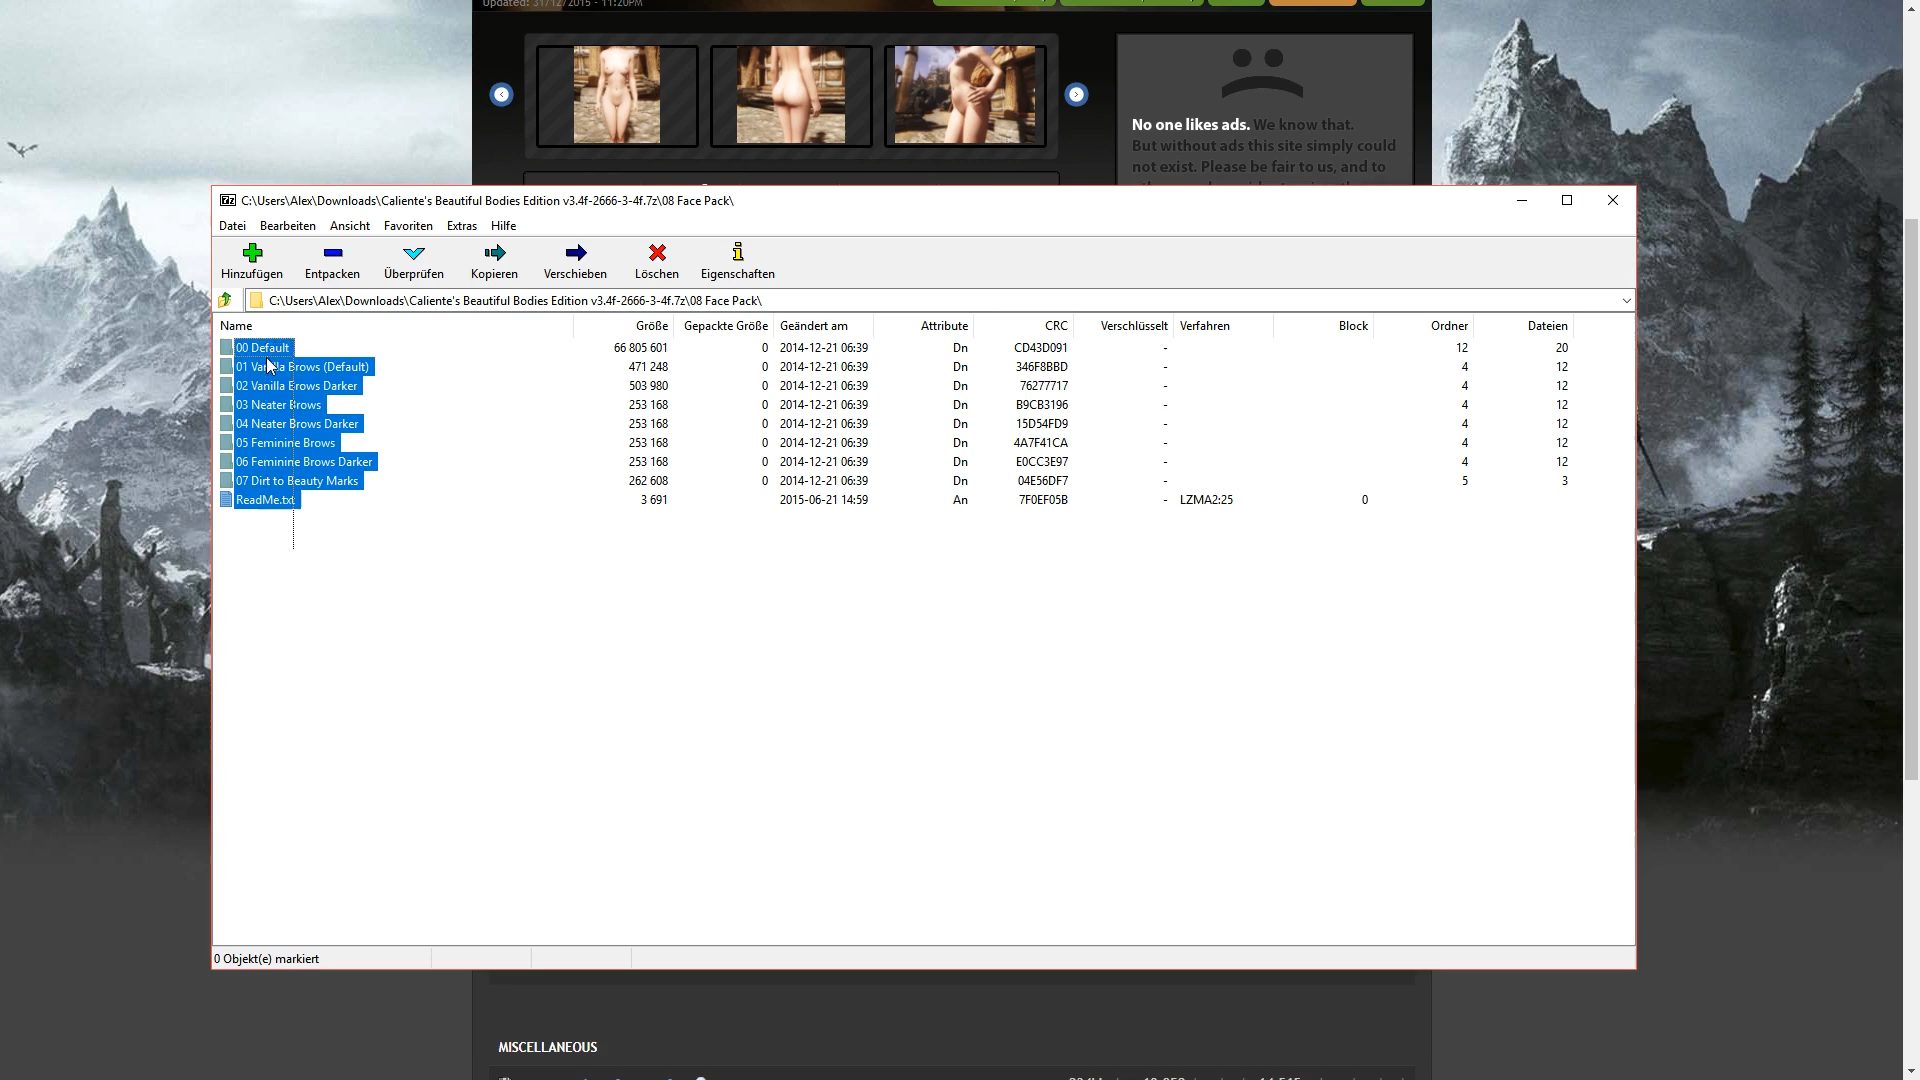 Updated: 31/12/2015 - 11:20PM
No one likes ads. We know that.
But without ads this site simply could
not exist. Please be fair to us, and to
C:\Users\Alex\Downloads\Caliente's Beautiful Bodies Edition v3.4f-2666-3-4f.7z\08 Face Pack\
Datei Bearbeiten Ansicht Favoriten Extras Hilfe
Hinzufügen Entpacken Überprüfen Kopieren Verschieben Löschen Eigenschaften
C:\Users\Alex\Downloads\Caliente's Beautiful Bodies Edition v3.4f-2666-3-4f.7z\08 Face Pack\
Name Größe Gepackte Größe Geändert am Attribute CRC Verschlüsselt Verfahren Block Ordner Dateien
00 Default 66 805 601 0 2014-12-21 06:39 Dn CD43D091 - 12 20
01 Vanilla Brows (Default) 471 248 0 2014-12-21 06:39 Dn 346F8BBD - 4 12
02 Vanilla Brows Darker 503 980 0 2014-12-21 06:39 Dn 76277717 - 4 12
03 Neater Brows 253 168 0 2014-12-21 06:39 Dn B9CB3196 - 4 12
04 Neater Brows Darker 253 168 0 2014-12-21 06:39 Dn 15D54FD9 - 4 12
05 Feminine Brows 253 168 0 2014-12-21 06:39 Dn 4A7F41CA - 4 12
06 Feminine Brows Darker 253 168 0 2014-12-21 06:39 Dn E0CC3E97 - 4 12
07 Dirt to Beauty Marks 262 608 0 2014-12-21 06:39 Dn 04E56DF7 - 5 3
ReadMe.txt 3 691 2015-06-21 14:59 An 7F0EF05B - LZMA2:25 0
0 Objekt(e) markiert
MISCELLANEOUS